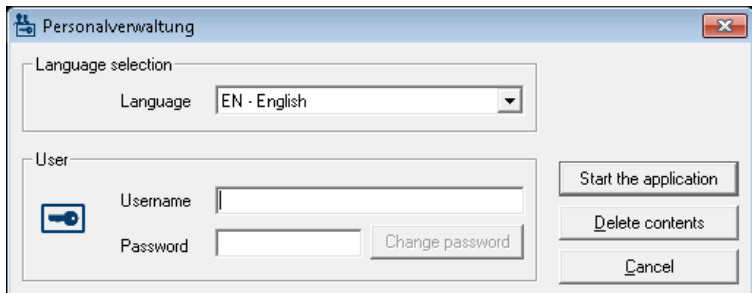 Personalverwaltung
Language selection
Language EN - English
User
Username
Password Change password
Start the application
Delete contents
Cancel